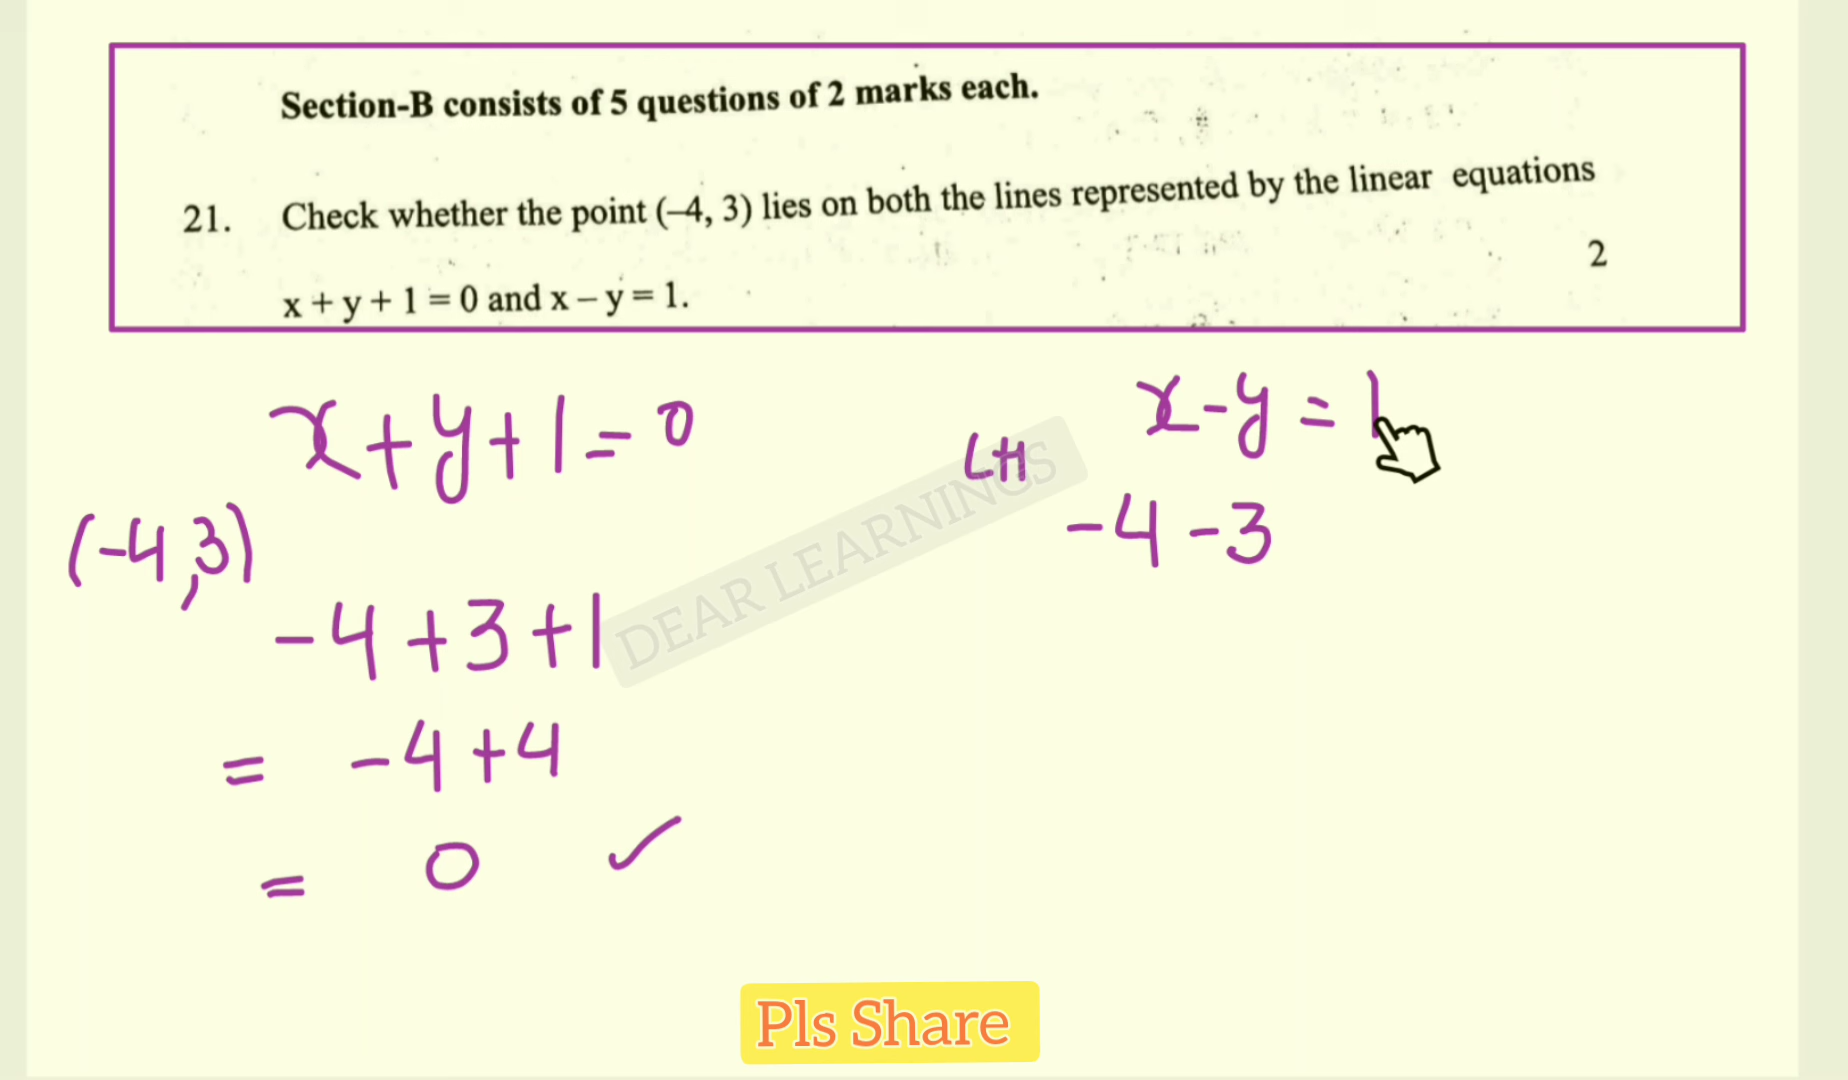 Section-B consists of 5 questions of 2 marks each.
21. Check whether the point (–4, 3) lies on both the lines represented by the linear equations
2
x + y + 1 = 0 and x – y = 1.
x+y+1=0
(-4,3)
-4+3+1
= -4+4
= 0 ✓
x-y=1
LH
-4-3
DEAR LEARNINGS
Pls Share